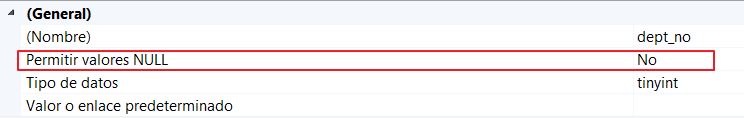 (General)
(Nombre) dept_no
Permitir valores NULL No
Tipo de datos tinyint
Valor o enlace predeterminado